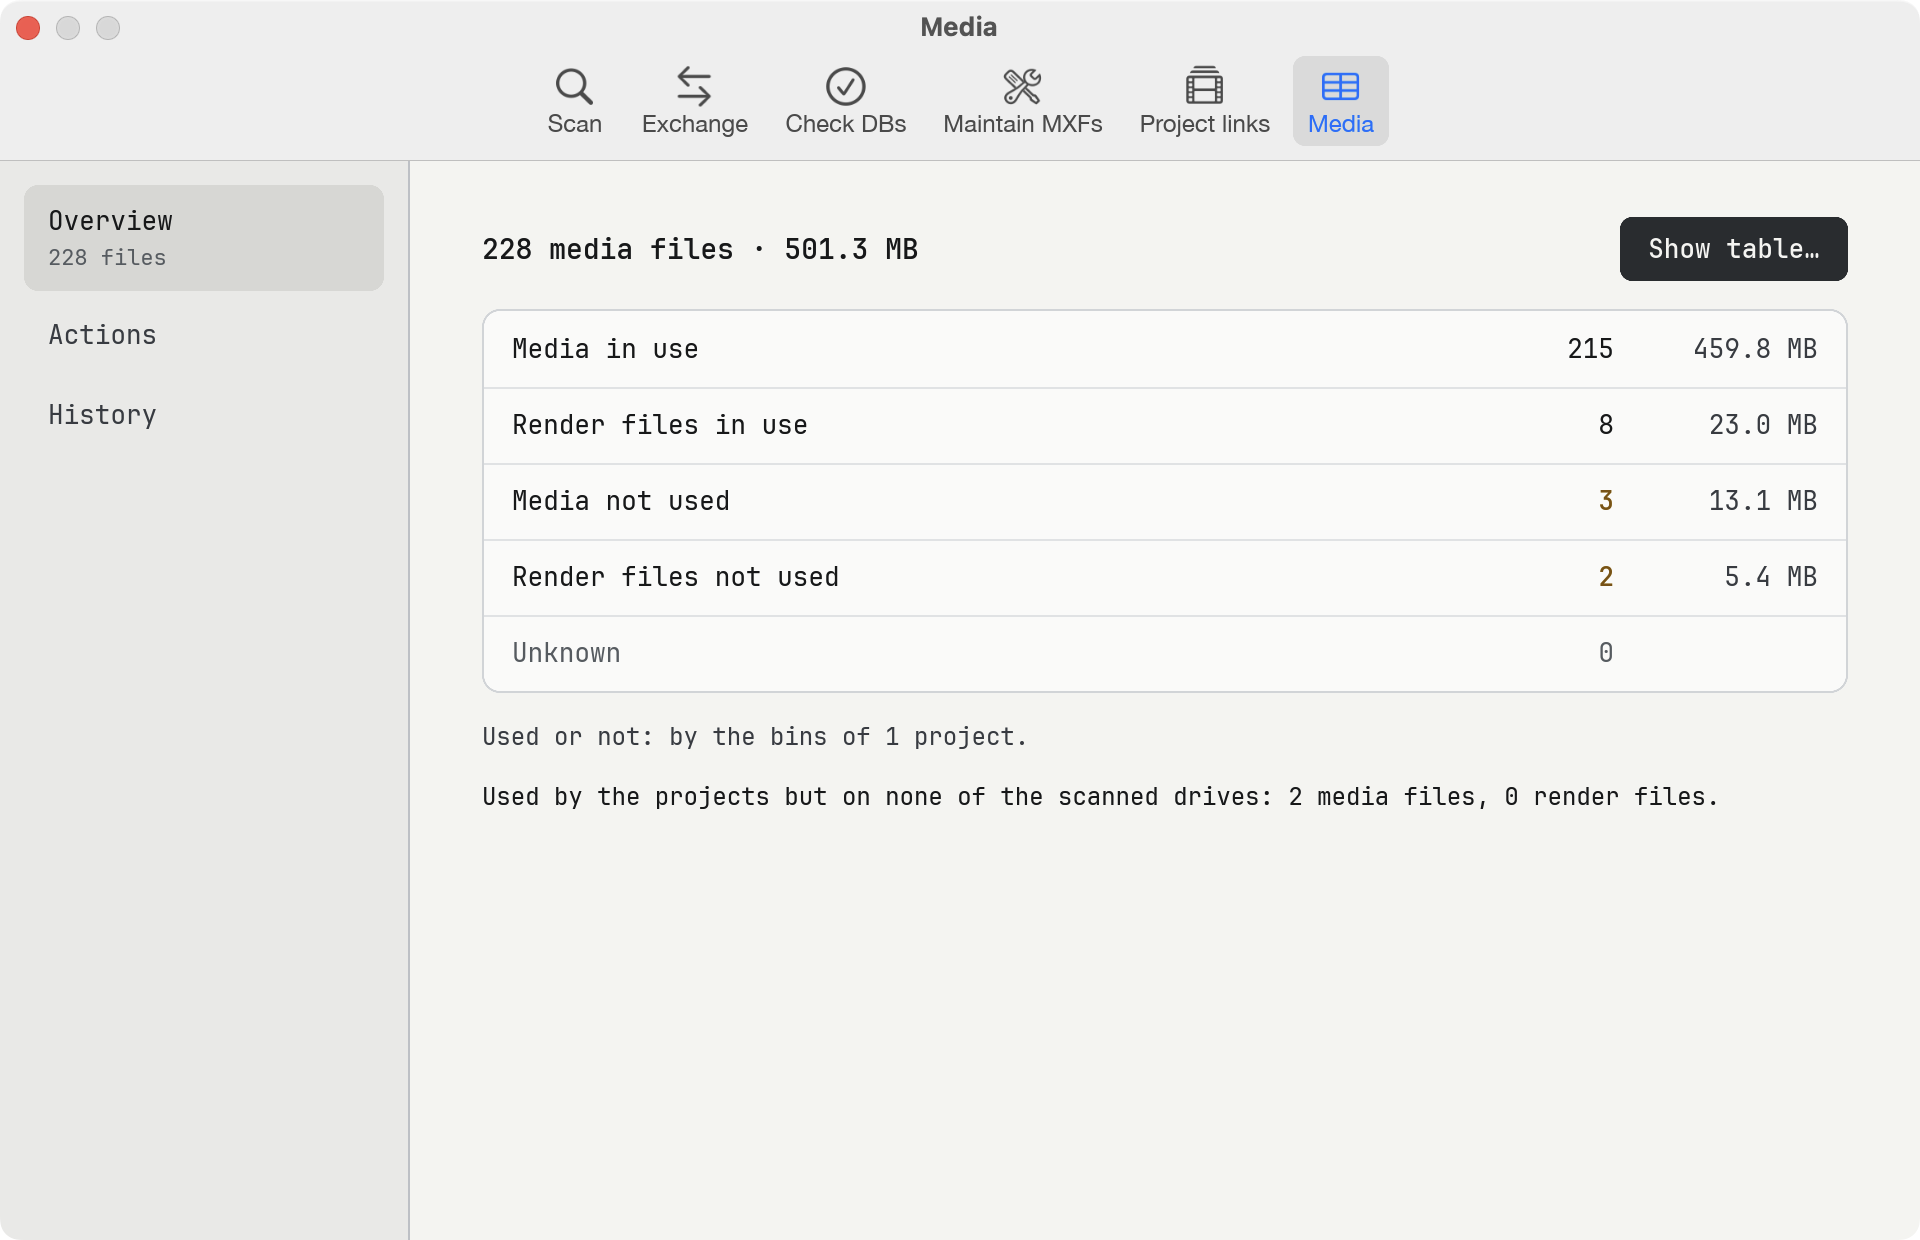 Media
Scan
Exchange
Check DBs
Maintain MXFs
Project links
Media
Overview
228 files
Actions
History
228 media files · 501.3 MB
Show table…
Media in use 215 459.8 MB
Render files in use 8 23.0 MB
Media not used 3 13.1 MB
Render files not used 2 5.4 MB
Unknown 0
Used or not: by the bins of 1 project.
Used by the projects but on none of the scanned drives: 2 media files, 0 render files.